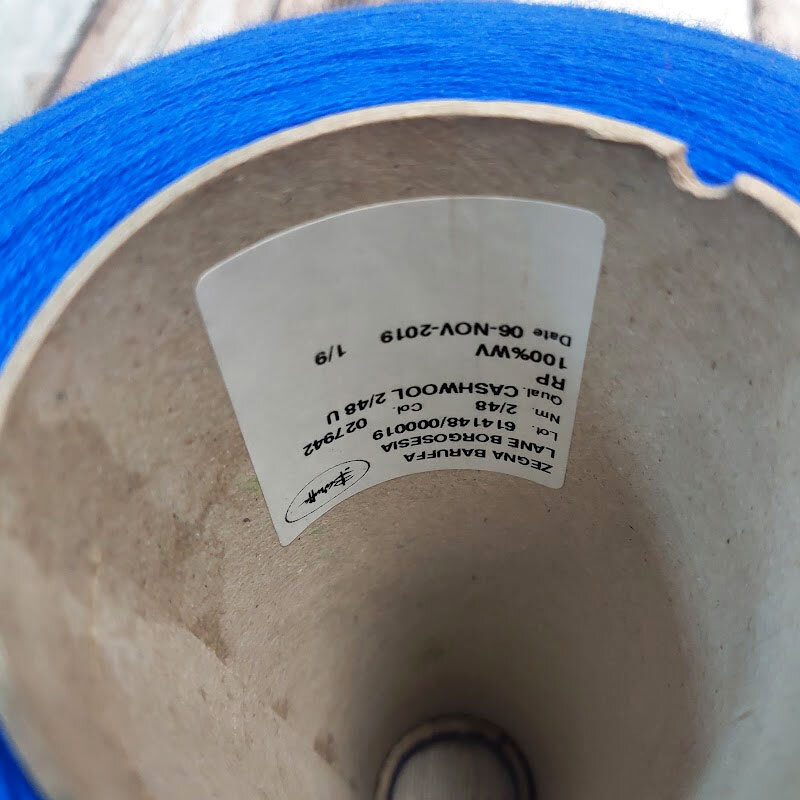 Baruffa
ZEGNA BARUFFA
LANE BORGOSESIA
Lot. 614148/000019
Nm. 2/48 Col. 027942
Qual. CASHWOOL 2/48 U
RP
100%WV 1/9
Date 06-NOV-2019